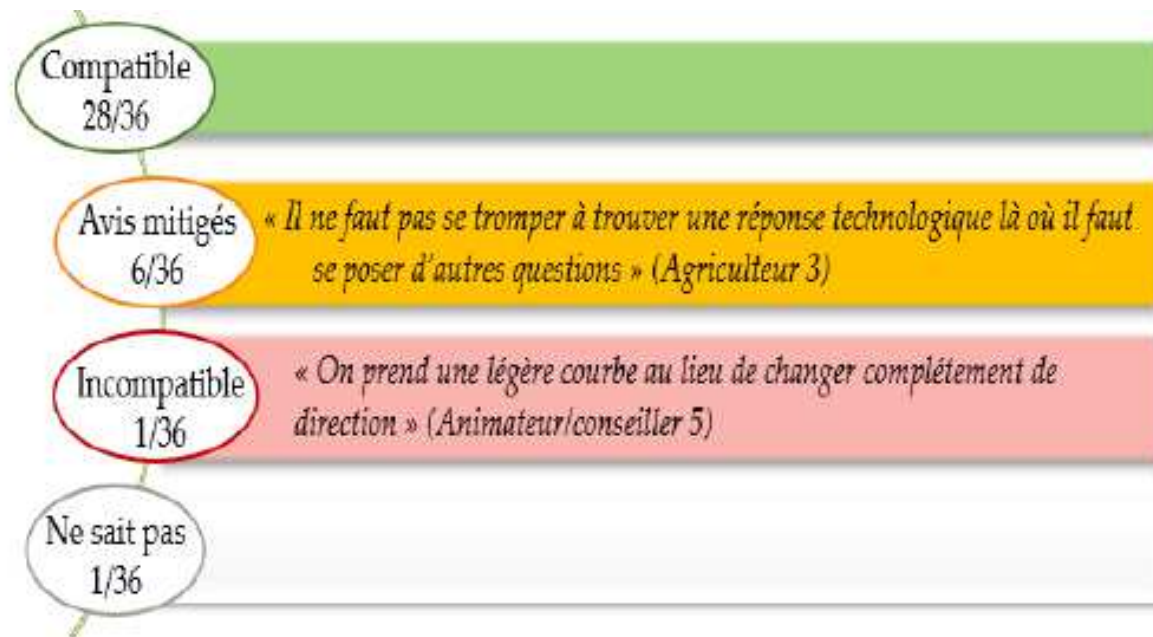 Compatible
28/36
Avis mitigés
6/36
« Il ne faut pas se tromper à trouver une réponse technologique là où il faut
se poser d'autres questions » (Agriculteur 3)
Incompatible
1/36
« On prend une légère courbe au lieu de changer complétement de
direction » (Animateur/conseiller 5)
Ne sait pas
1/36